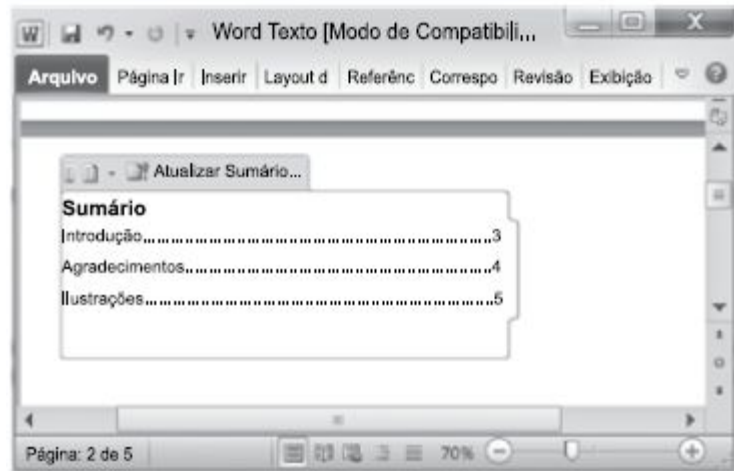 Word Texto [Modo de Compatibili...
Arquivo Página Ir Inserir Layout d Referênc Correspo Revisão Exibição
Atualizar Sumário...
Sumário
Introdução...3
Agradecimentos...4
Ilustrações...5
Página: 2 de 5 70%